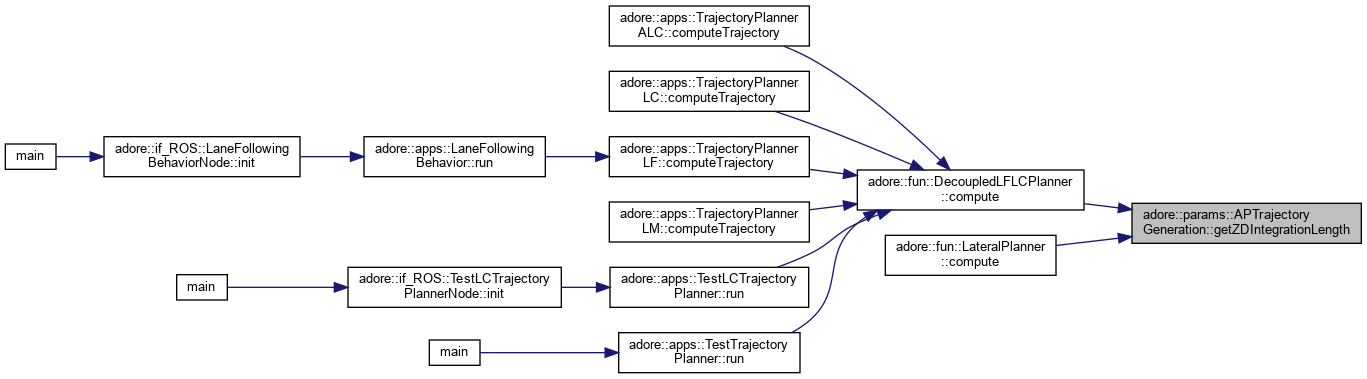 adore::apps::TrajectoryPlanner
ALC::computeTrajectory
adore::apps::TrajectoryPlanner
LC::computeTrajectory
main
adore::if_ROS::LaneFollowing
BehaviorNode::init
adore::apps::LaneFollowing
Behavior::run
adore::apps::TrajectoryPlanner
LF::computeTrajectory
adore::fun::DecoupledLFLCPlanner
::compute
adore::params::APTrajectory
Generation::getZDIntegrationLength
adore::apps::TrajectoryPlanner
LM::computeTrajectory
adore::fun::LateralPlanner
::compute
main
adore::if_ROS::TestLCTrajectory
PlannerNode::init
adore::apps::TestLCTrajectory
Planner::run
main
adore::apps::TestTrajectory
Planner::run